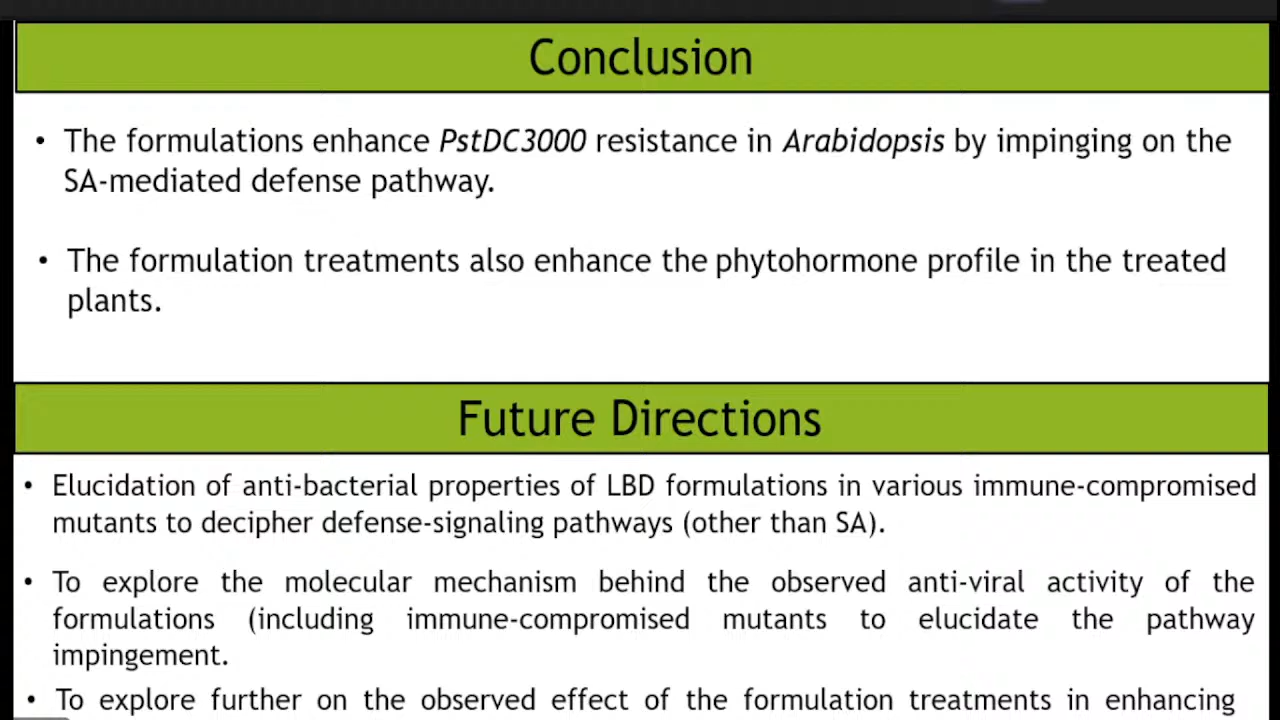 Conclusion
• The formulations enhance PstDC3000 resistance in Arabidopsis by impinging on the
SA-mediated defense pathway.
• The formulation treatments also enhance the phytohormone profile in the treated
plants.
Future Directions
• Elucidation of anti-bacterial properties of LBD formulations in various immune-compromised
mutants to decipher defense-signaling pathways (other than SA).
• To explore the molecular mechanism behind the observed anti-viral activity of the
formulations (including immune-compromised mutants to elucidate the pathway
impingement.
• To explore further on the observed effect of the formulation treatments in enhancing